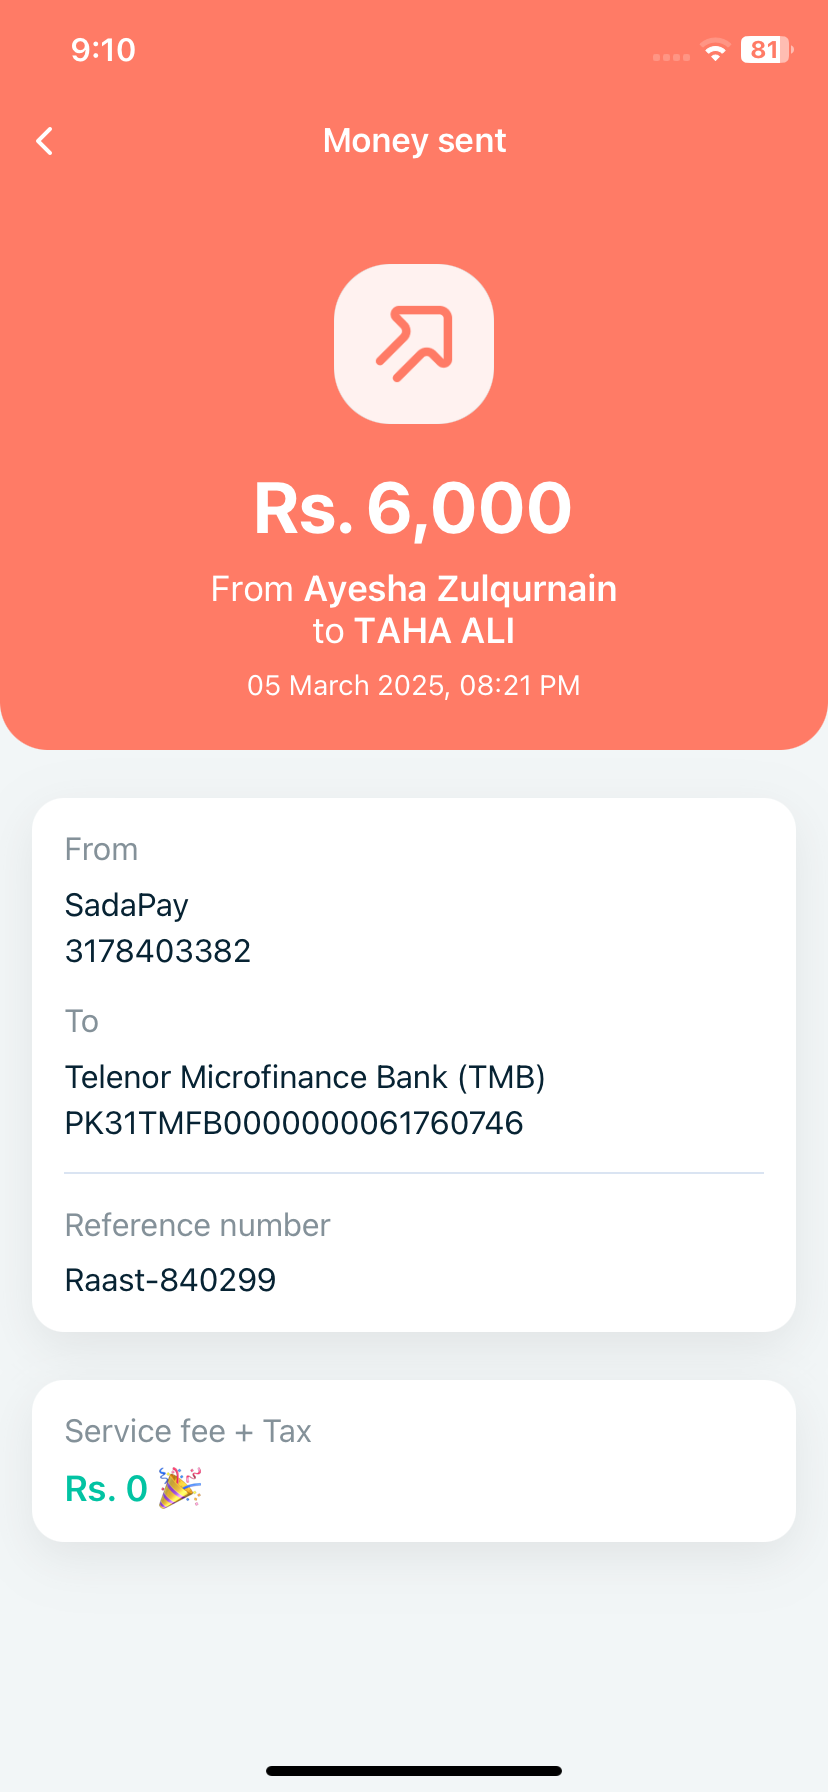 9:10
81
Money sent
Rs. 6,000
From Ayesha Zulqurnain
to TAHA ALI
05 March 2025, 08:21 PM
From
SadaPay
3178403382
To
Telenor Microfinance Bank (TMB)
PK31TMFB0000000061760746
Reference number
Raast-840299
Service fee + Tax
Rs. 0 🎉